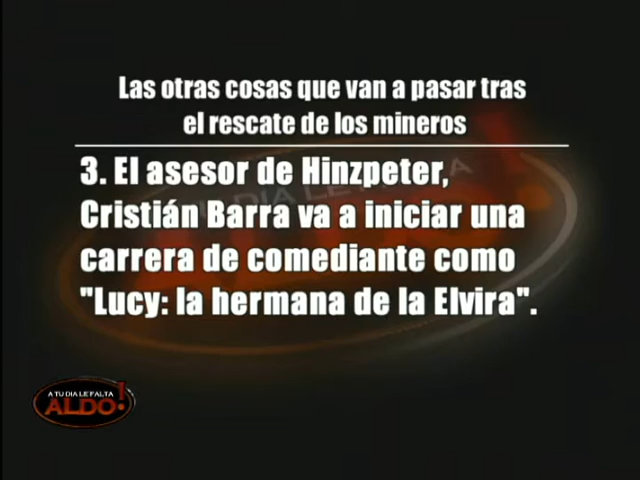 Las otras cosas que van a pasar tras
el rescate de los mineros
3. El asesor de Hinzpeter,
Cristián Barra va a iniciar una
carrera de comediante como
"Lucy: la hermana de la Elvira".
A TU DIA LE FALTA
ALDO!